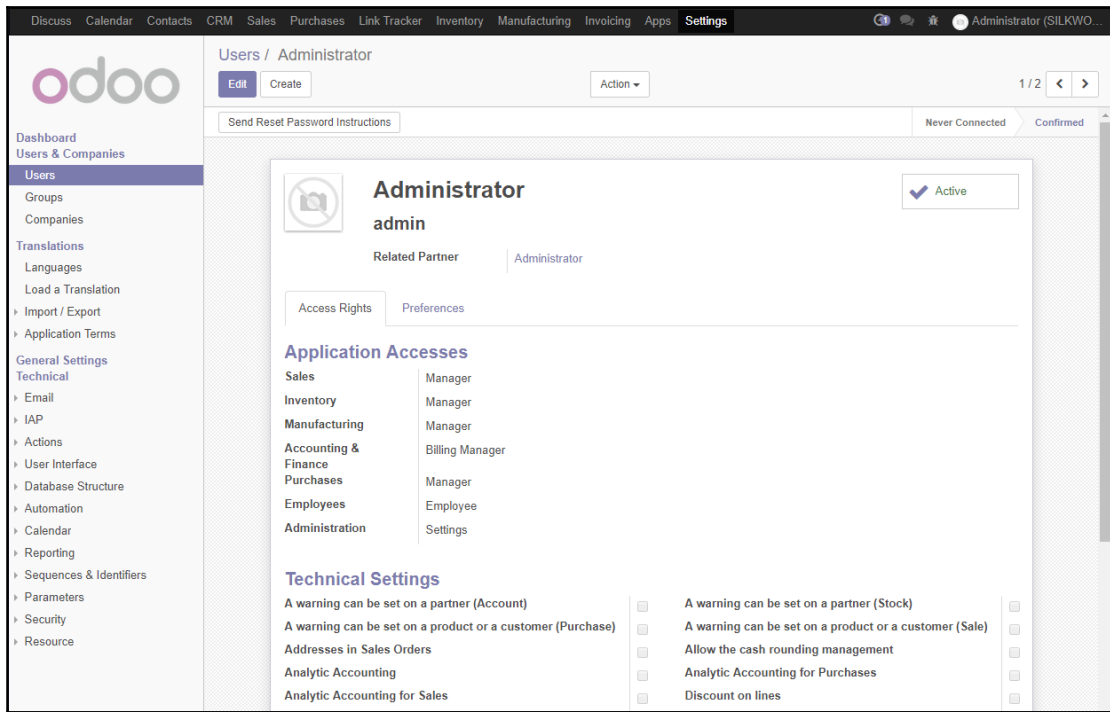 Discuss Calendar Contacts CRM Sales Purchases Link Tracker Inventory Manufacturing Invoicing Apps Settings 1 Administrator (SILKWO...
odoo
Users / Administrator
Edit Create Action 1 / 2
Send Reset Password Instructions Never Connected Confirmed
Dashboard
Users & Companies
Users
Groups
Companies
Translations
Languages
Load a Translation
Import / Export
Application Terms
General Settings
Technical
Email
IAP
Actions
User Interface
Database Structure
Automation
Calendar
Reporting
Sequences & Identifiers
Parameters
Security
Resource
Administrator
Active
admin
Related Partner Administrator
Access Rights Preferences
Application Accesses
Sales Manager
Inventory Manager
Manufacturing Manager
Accounting & Billing Manager
Finance
Purchases Manager
Employees Employee
Administration Settings
Technical Settings
A warning can be set on a partner (Account) A warning can be set on a partner (Stock)
A warning can be set on a product or a customer (Purchase) A warning can be set on a product or a customer (Sale)
Addresses in Sales Orders Allow the cash rounding management
Analytic Accounting Analytic Accounting for Purchases
Analytic Accounting for Sales Discount on lines